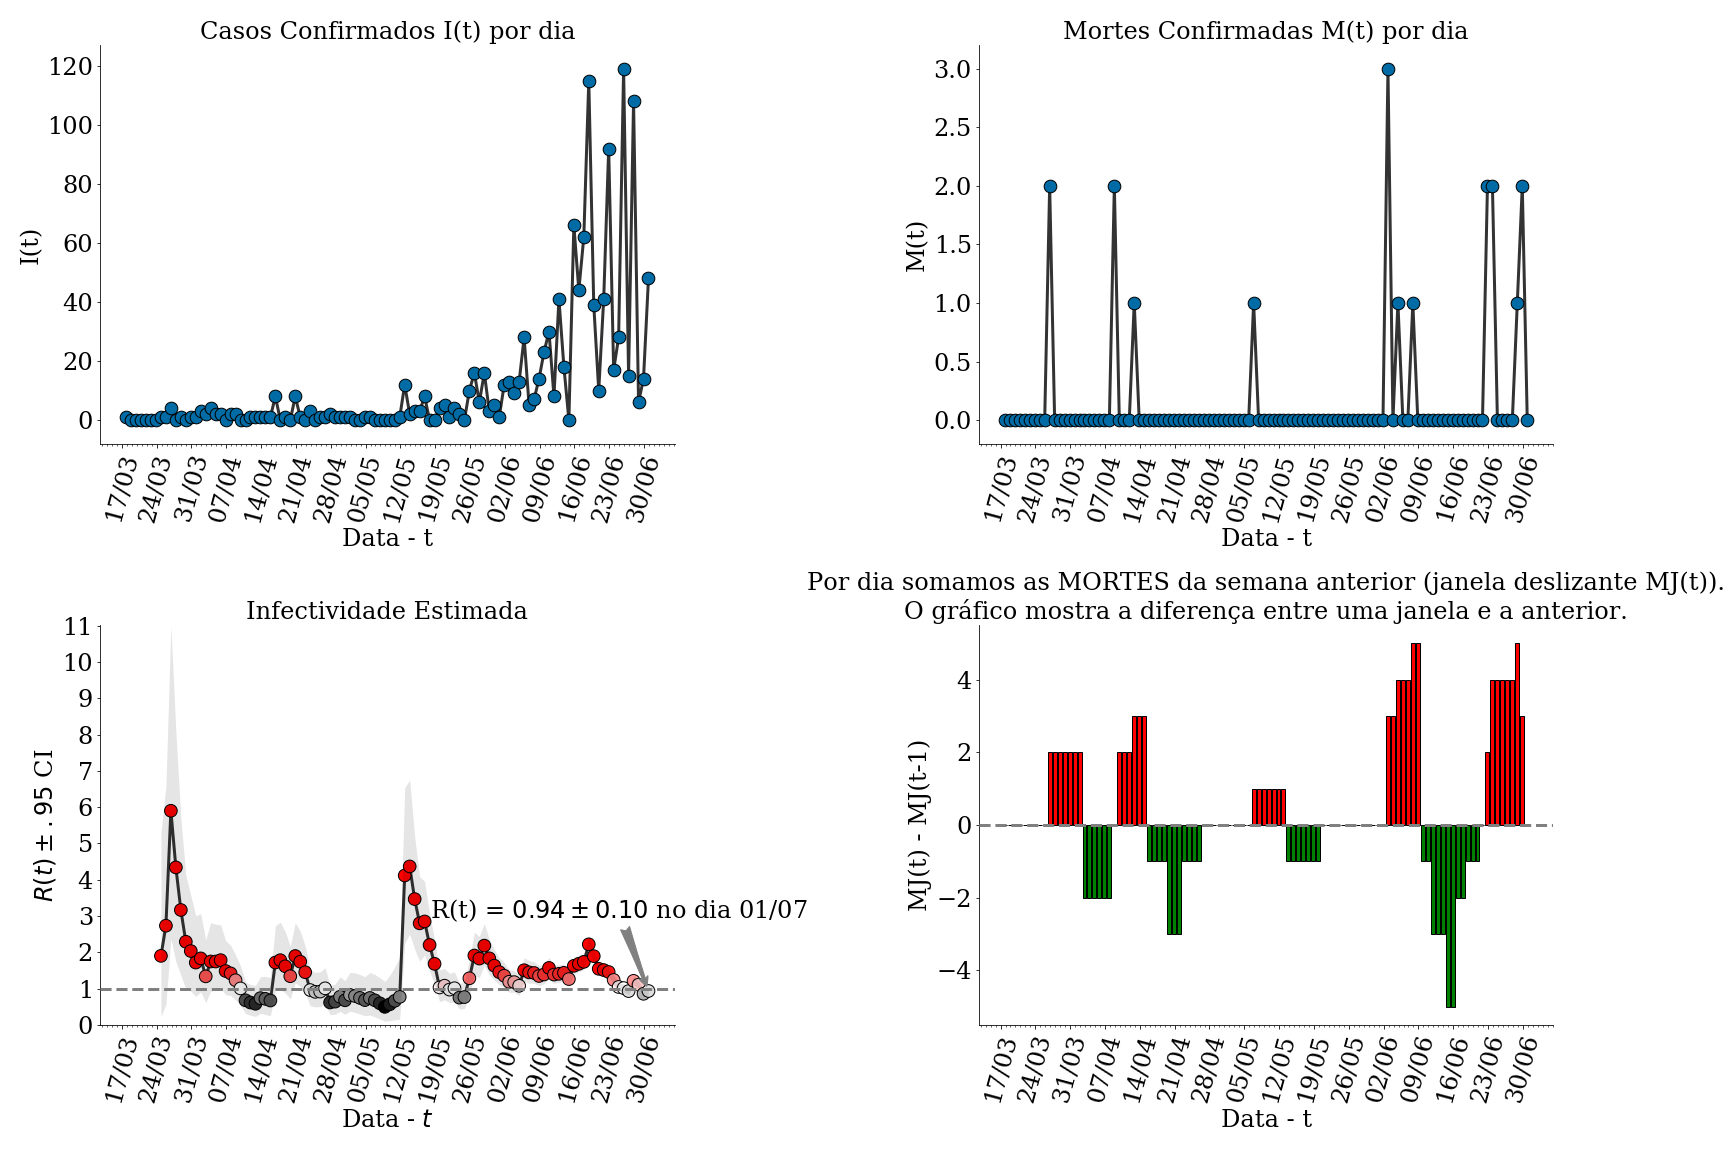 Casos Confirmados I(t) por dia
I(t)
120
100
80
60
40
20
0
17/03 24/03 31/03 07/04 14/04 21/04 28/04 05/05 12/05 19/05 26/05 02/06 09/06 16/06 23/06 30/06
Data - t
Mortes Confirmadas M(t) por dia
M(t)
3.0
2.5
2.0
1.5
1.0
0.5
0.0
17/03 24/03 31/03 07/04 14/04 21/04 28/04 05/05 12/05 19/05 26/05 02/06 09/06 16/06 23/06 30/06
Data - t
Infectividade Estimada
R(t) ± .95 CI
11
10
9
8
7
6
5
4
3
2
1
0
R(t) = 0.94 ± 0.10 no dia 01/07
17/03 24/03 31/03 07/04 14/04 21/04 28/04 05/05 12/05 19/05 26/05 02/06 09/06 16/06 23/06 30/06
Data - t
Por dia somamos as MORTES da semana anterior (janela deslizante MJ(t)).
O gráfico mostra a diferença entre uma janela e a anterior.
MJ(t) - MJ(t-1)
4
2
0
−2
−4
17/03 24/03 31/03 07/04 14/04 21/04 28/04 05/05 12/05 19/05 26/05 02/06 09/06 16/06 23/06 30/06
Data - t